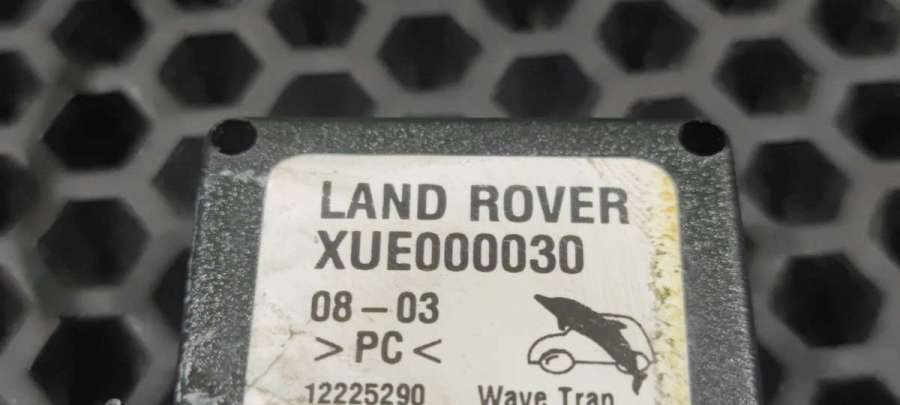 LAND ROVER
XUE000030
08-03
> PC <
12225290 Wave Trap